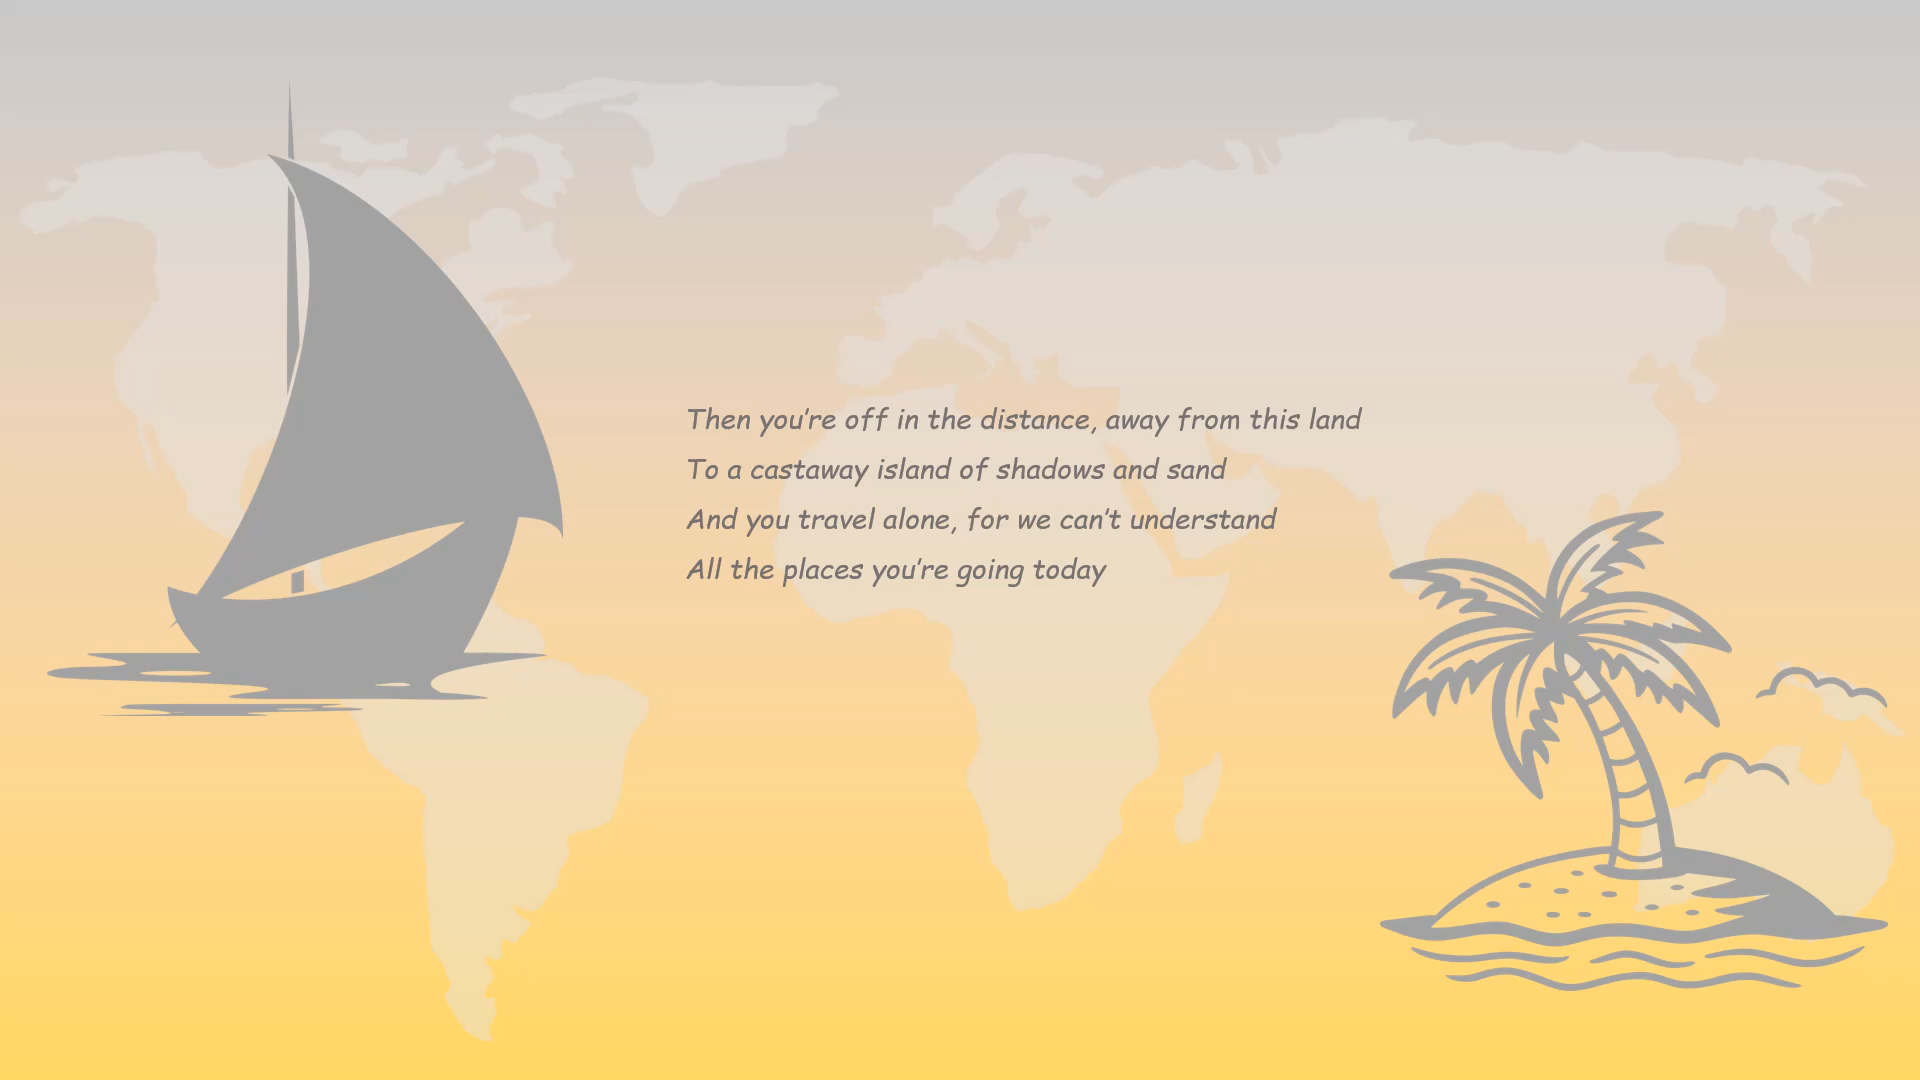 Then you’re off in the distance, away from this land
To a castaway island of shadows and sand
And you travel alone, for we can’t understand
All the places you’re going today